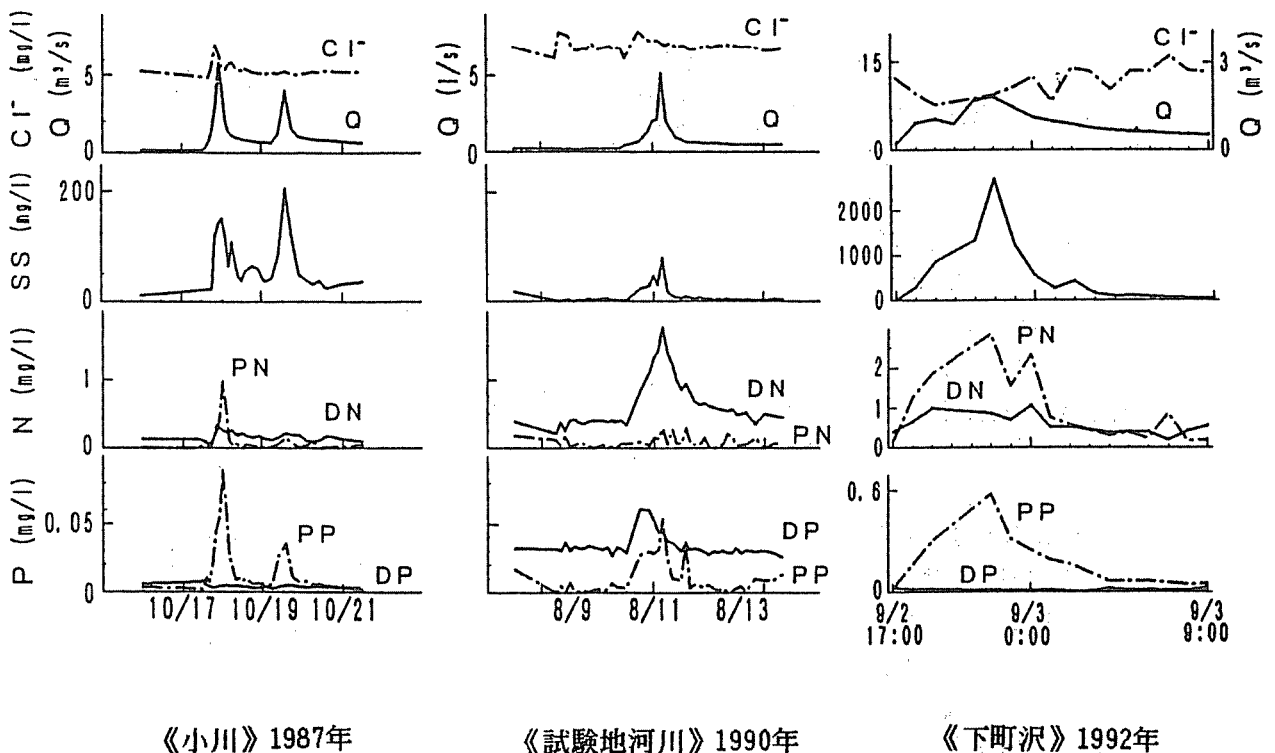 Cl⁻ (mg/l)
Q (m³/s)
5
0
Cl⁻
Q
Q (l/s)
5
0
Cl⁻ 
15
0
Q
3
0
Q (m³/s)
SS (mg/l)
200
0
2000
1000
0
N (mg/l)
1
0
PN
DN
DN
PN
2
1
0
PN
DN
P (mg/l)
0.05
0
PP
DP
DP
PP
0.6
0
PP
DP
10/17 10/19 10/21
8/9 8/11 8/13
9/2 9/3 9/3
17:00 0:00 9:00
《小川》1987年
《試験地河川》1990年
《下町沢》1992年